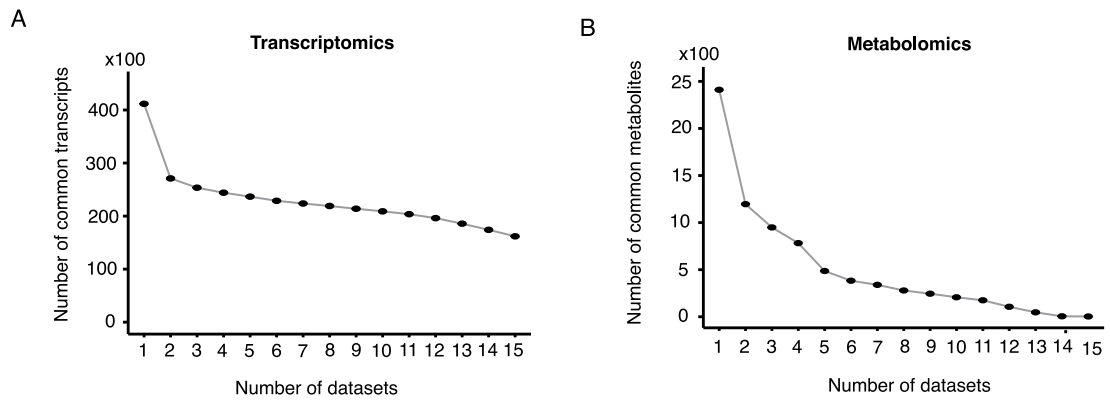 A
Transcriptomics
x100
Number of common transcripts
400
300
200
100
0
1 2 3 4 5 6 7 8 9 10 11 12 13 14 15
Number of datasets
B
Metabolomics
x100
Number of common metabolites
25
20
15
10
5
0
1 2 3 4 5 6 7 8 9 10 11 12 13 14 15
Number of datasets